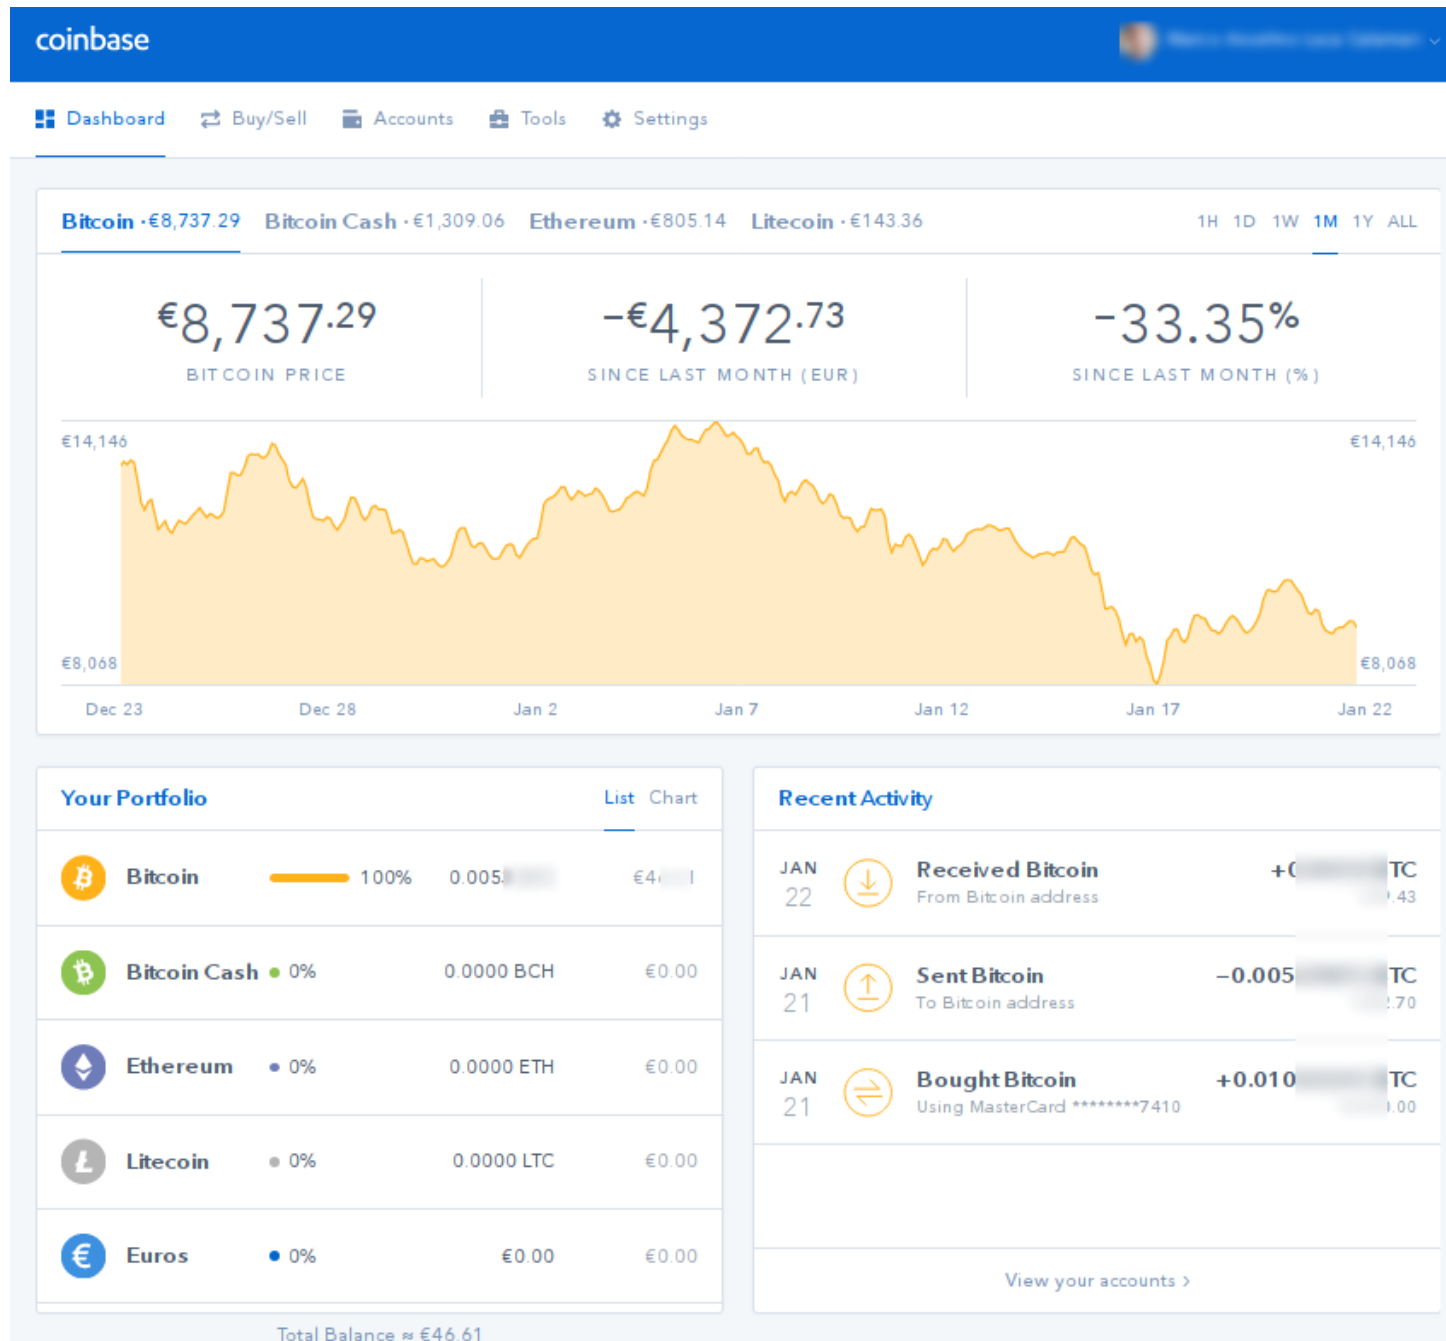 coinbase
Dashboard Buy/Sell Accounts Tools Settings
Bitcoin · €8,737.29 Bitcoin Cash · €1,309.06 Ethereum · €805.14 Litecoin · €143.36 1H 1D 1W 1M 1Y ALL
€8,737.29 −€4,372.73 −33.35%
BITCOIN PRICE SINCE LAST MONTH (EUR) SINCE LAST MONTH (%)
€14,146 €14,146
€8,068 €8,068
Dec 23 Dec 28 Jan 2 Jan 7 Jan 12 Jan 17 Jan 22
Your Portfolio List Chart
Bitcoin 100%
Bitcoin Cash 0% 0.0000 BCH €0.00
Ethereum 0% 0.0000 ETH €0.00
Litecoin 0% 0.0000 LTC €0.00
Euros 0% €0.00 €0.00
Total Balance ≈ €46.61
Recent Activity
JAN 22 Received Bitcoin
From Bitcoin address
JAN 21 Sent Bitcoin
To Bitcoin address
JAN 21 Bought Bitcoin
Using MasterCard ********7410
View your accounts >